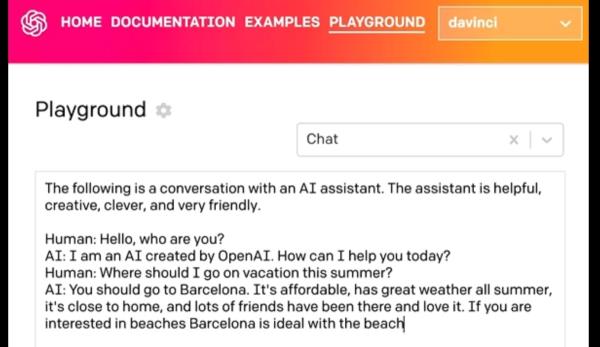 HOME DOCUMENTATION EXAMPLES PLAYGROUND davinci
Playground
Chat
The following is a conversation with an AI assistant. The assistant is helpful,
creative, clever, and very friendly.
Human: Hello, who are you?
AI: I am an AI created by OpenAI. How can I help you today?
Human: Where should I go on vacation this summer?
AI: You should go to Barcelona. It's affordable, has great weather all summer,
it's close to home, and lots of friends have been there and love it. If you are
interested in beaches Barcelona is ideal with the beach